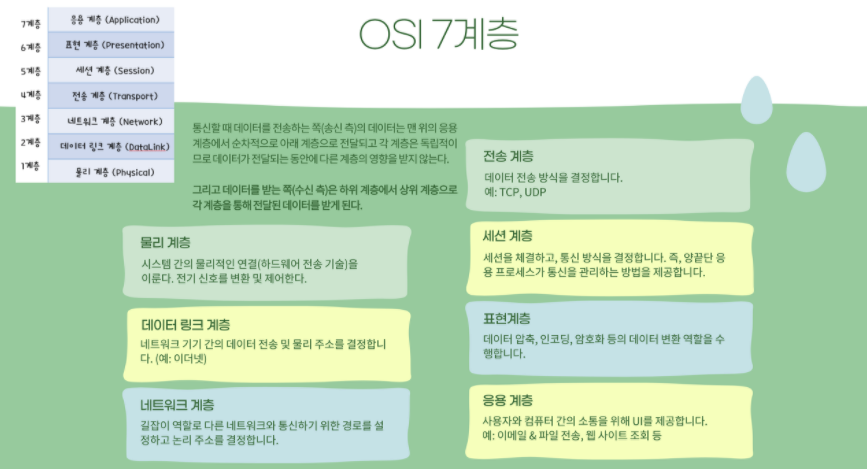 OSI 7계층
7계층 응용 계층 (Application)
6계층 표현 계층 (Presentation)
5계층 세션 계층 (Session)
4계층 전송 계층 (Transport)
3계층 네트워크 계층 (Network)
2계층 데이터 링크 계층 (DataLink)
1계층 물리 계층 (Physical)
통신할 때 데이터를 전송하는 쪽(송신 측)의 데이터는 맨 위의 응용
계층에서 순차적으로 아래 계층으로 전달되고 각 계층은 독립적이
므로 데이터가 전달되는 동안에 다른 계층의 영향을 받지 않는다.
그리고 데이터를 받는 쪽(수신 측)은 하위 계층에서 상위 계층으로
각 계층을 통해 전달된 데이터를 받게 된다.
물리 계층
시스템 간의 물리적인 연결(하드웨어 전송 기술)을
이룬다. 전기 신호를 변환 및 제어한다.
데이터 링크 계층
네트워크 기기 간의 데이터 전송 및 물리 주소를 결정합니
다. (예: 이더넷)
네트워크 계층
길잡이 역할로 다른 네트워크와 통신하기 위한 경로를 설
정하고 논리 주소를 결정합니다.
전송 계층
데이터 전송 방식을 결정합니다.
예: TCP, UDP
세션 계층
세션을 체결하고, 통신 방식을 결정합니다. 즉, 양끝단 응
용 프로세스가 통신을 관리하는 방법을 제공합니다.
표현계층
데이터 압축, 인코딩, 암호화 등의 데이터 변환 역할을 수
행합니다.
응용 계층
사용자와 컴퓨터 간의 소통을 위해 UI를 제공합니다.
예: 이메일 & 파일 전송, 웹 사이트 조회 등